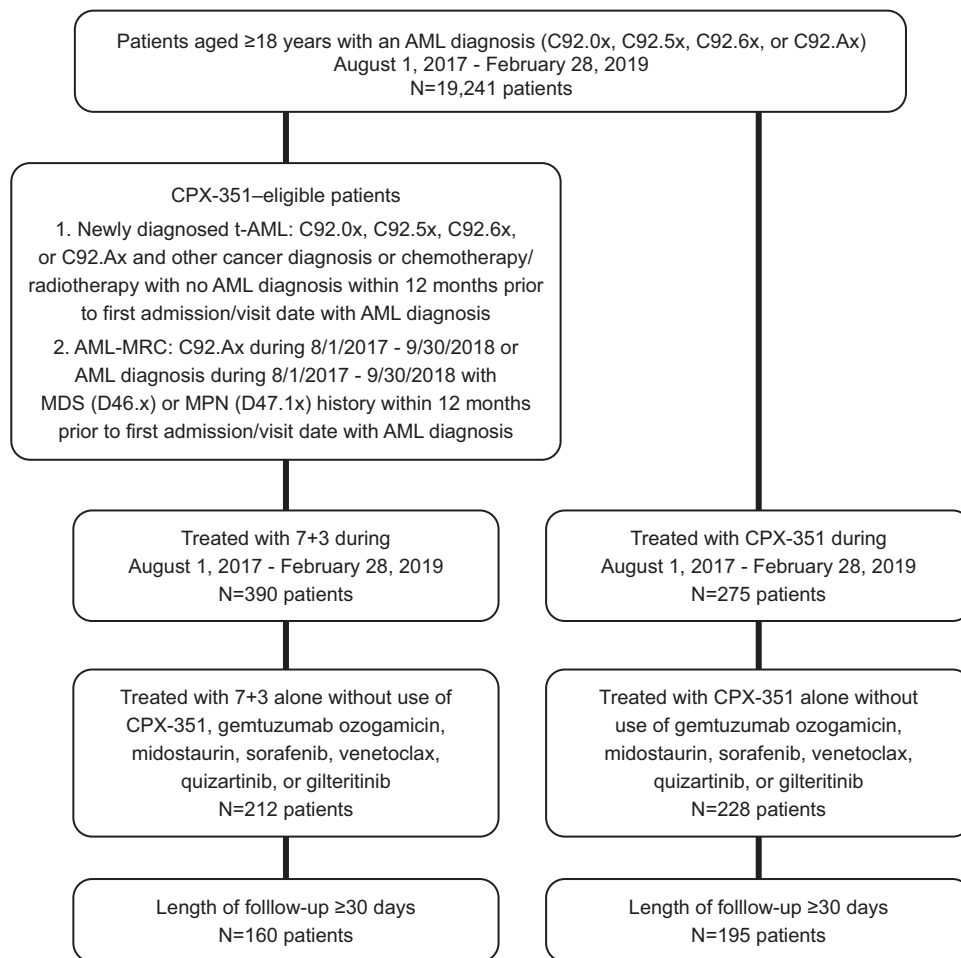 Patients aged ≥18 years with an AML diagnosis (C92.0x, C92.5x, C92.6x, or C92.Ax)
August 1, 2017 - February 28, 2019
N=19,241 patients
CPX-351–eligible patients
1. Newly diagnosed t-AML: C92.0x, C92.5x, C92.6x,
or C92.Ax and other cancer diagnosis or chemotherapy/
radiotherapy with no AML diagnosis within 12 months prior
to first admission/visit date with AML diagnosis
2. AML-MRC: C92.Ax during 8/1/2017 - 9/30/2018 or
AML diagnosis during 8/1/2017 - 9/30/2018 with
MDS (D46.x) or MPN (D47.1x) history within 12 months
prior to first admission/visit date with AML diagnosis
Treated with 7+3 during
August 1, 2017 - February 28, 2019
N=390 patients
Treated with CPX-351 during
August 1, 2017 - February 28, 2019
N=275 patients
Treated with 7+3 alone without use of
CPX-351, gemtuzumab ozogamicin,
midostaurin, sorafenib, venetoclax,
quizartinib, or gilteritinib
N=212 patients
Treated with CPX-351 alone without
use of gemtuzumab ozogamicin,
midostaurin, sorafenib, venetoclax,
quizartinib, or gilteritinib
N=228 patients
Length of folllow-up ≥30 days
N=160 patients
Length of folllow-up ≥30 days
N=195 patients